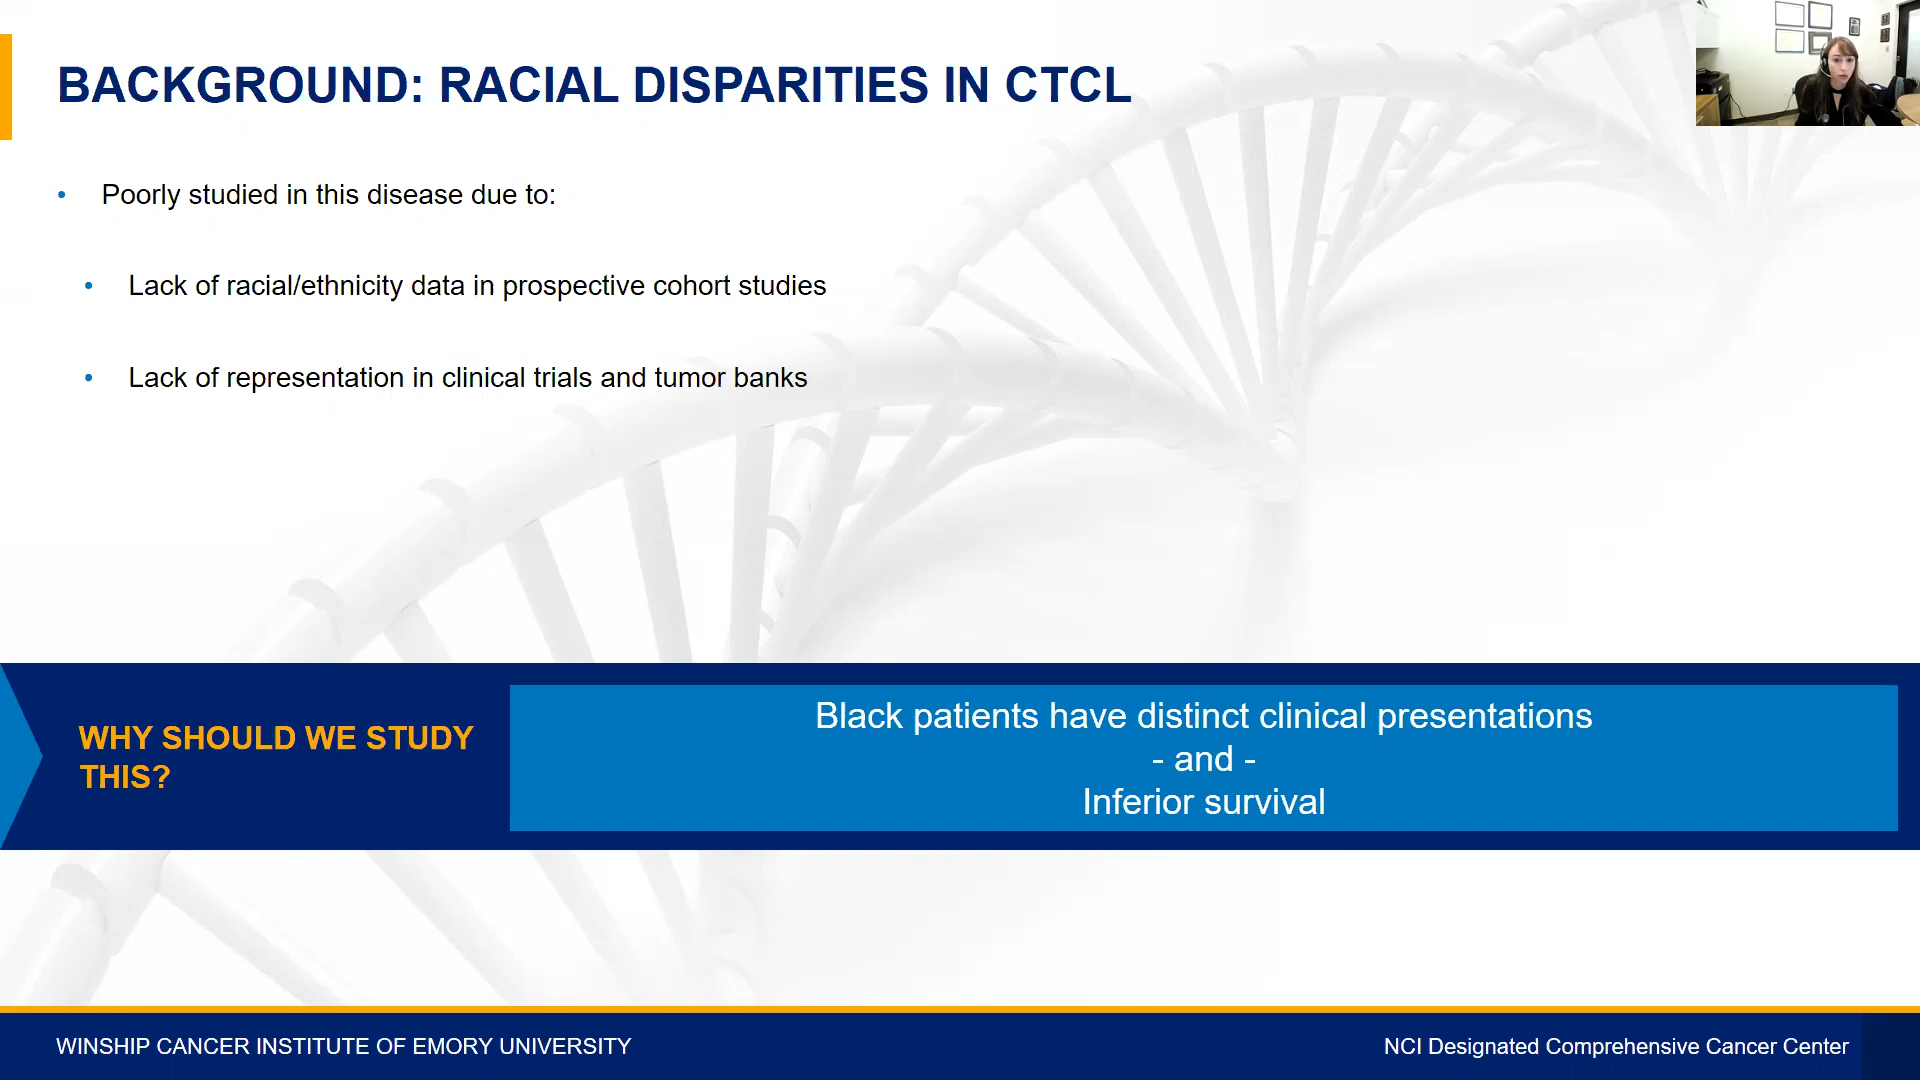 BACKGROUND: RACIAL DISPARITIES IN CTCL
• Poorly studied in this disease due to:
• Lack of racial/ethnicity data in prospective cohort studies
• Lack of representation in clinical trials and tumor banks
WHY SHOULD WE STUDY
THIS?
Black patients have distinct clinical presentations
- and -
Inferior survival
WINSHIP CANCER INSTITUTE OF EMORY UNIVERSITY
NCI Designated Comprehensive Cancer Center